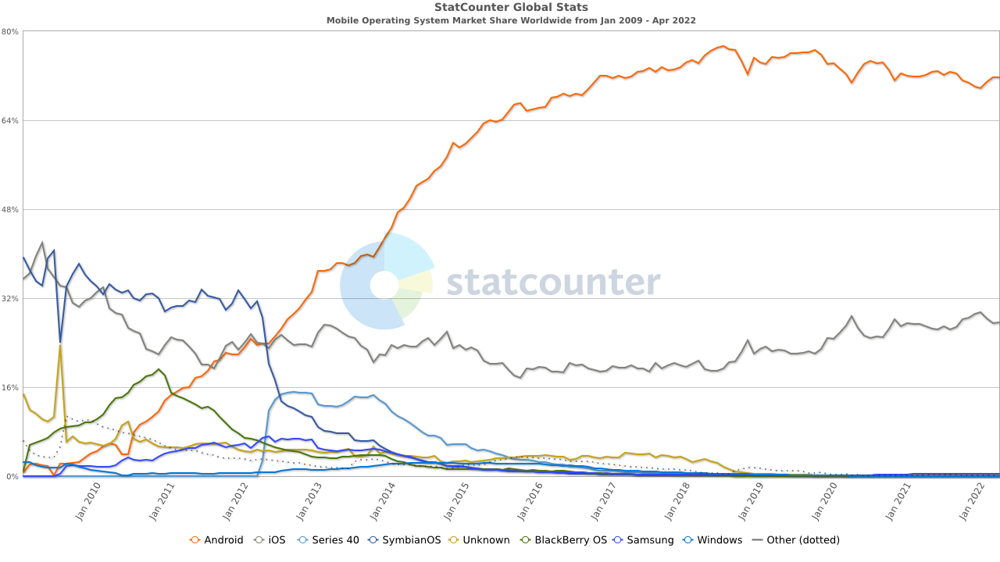 StatCounter Global Stats
Mobile Operating System Market Share Worldwide from Jan 2009 - Apr 2022
80%
64%
48%
statcounter
32%
16%
0%
Jan 2010 Jan 2011 Jan 2012 Jan 2013 Jan 2014 Jan 2015 Jan 2016 Jan 2017 Jan 2018 Jan 2019 Jan 2020 Jan 2021 Jan 2022
Android iOS Series 40 SymbianOS Unknown BlackBerry OS Samsung Windows Other (dotted)